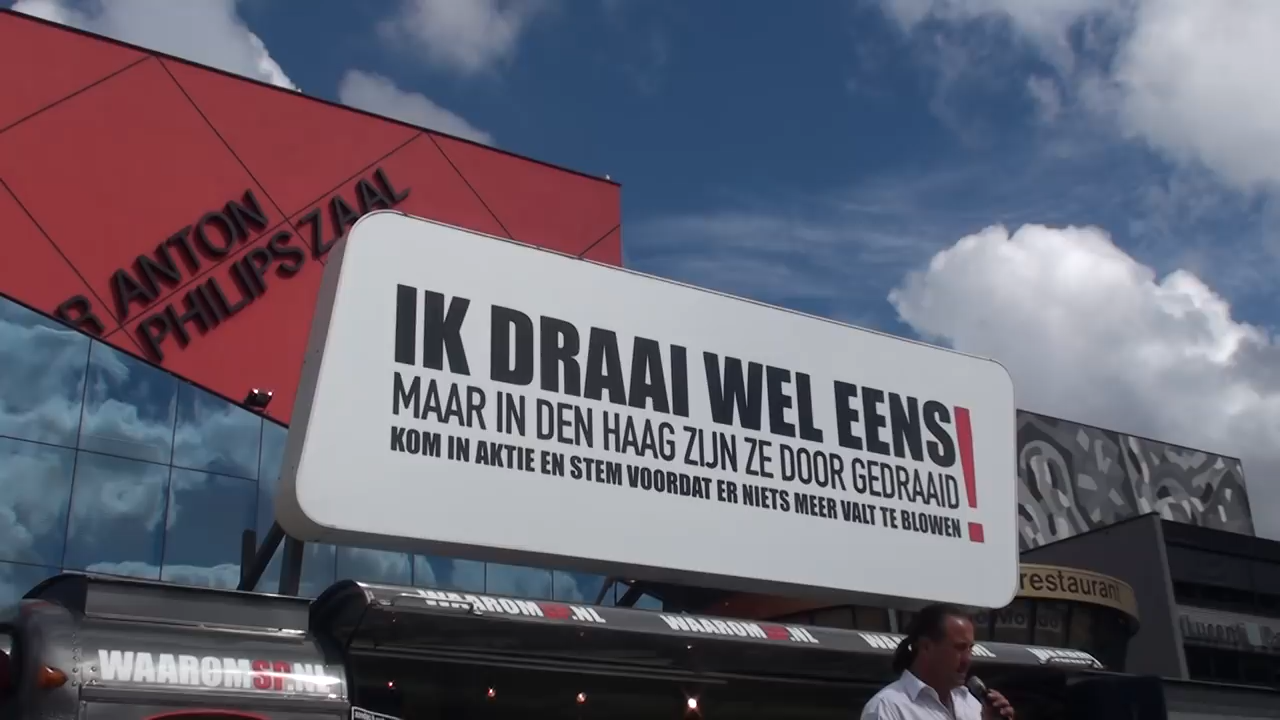 R ANTON
PHILIPSZAAL
IK DRAAI WEL EENS!
MAAR IN DEN HAAG ZIJN ZE DOOR GEDRAAID
KOM IN AKTIE EN STEM VOORDAT ER NIETS MEER VALT TE BLOWEN
restaurant
WAAROMSP.NL
WAAROMSP.NL
WAAROMSP.NL